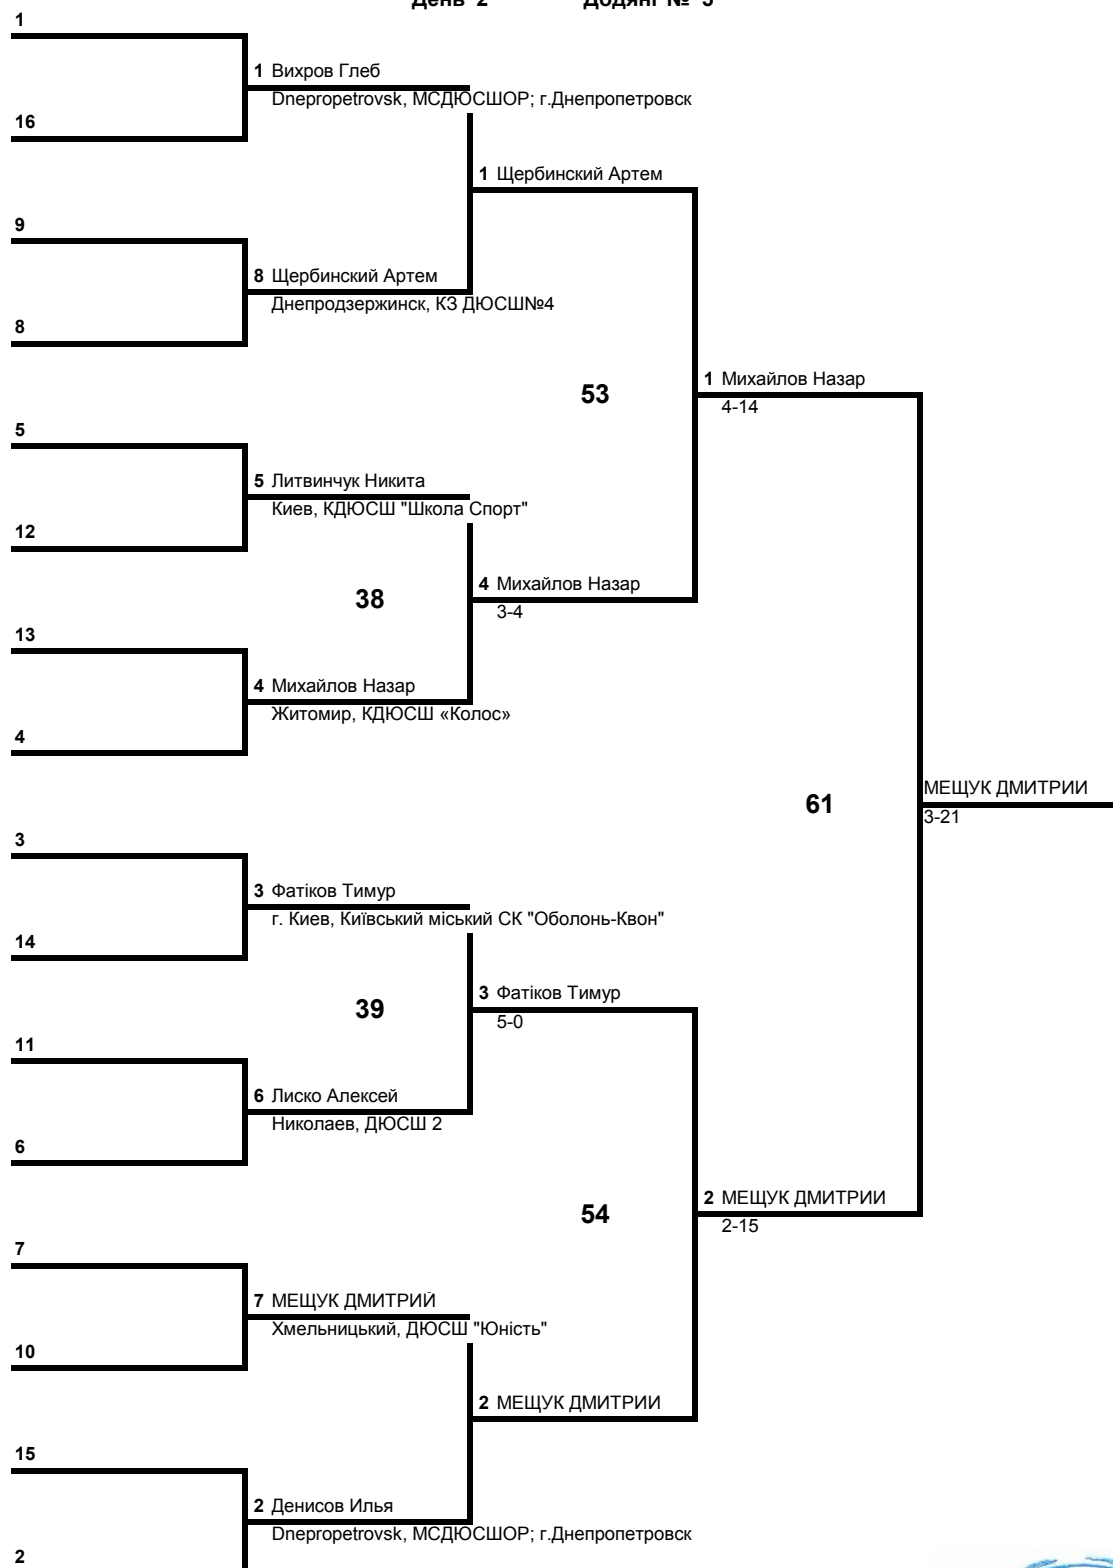 День 2 Додянг № 3
1
1 Вихров Глеб
Dnepropetrovsk, МСДЮСШОР; г.Днепропетровск
16
1 Щербинский Артем
9
8 Щербинский Артем
Днепродзержинск, КЗ ДЮСШ№4
8
1 Михайлов Назар
53
4-14
5
5 Литвинчук Никита
Киев, КДЮСШ "Школа Спорт"
12
4 Михайлов Назар
38
3-4
13
4 Михайлов Назар
Житомир, КДЮСШ «Колос»
4
МЕЩУК ДМИТРИИ
61
3-21
3
3 Фатіков Тимур
г. Киев, Київський міський СК "Оболонь-Квон"
14
3 Фатіков Тимур
39
5-0
11
6 Лиско Алексей
Николаев, ДЮСШ 2
6
2 МЕЩУК ДМИТРИИ
54
2-15
7
7 МЕЩУК ДМИТРИЙ
Хмельницький, ДЮСШ "Юність"
10
2 МЕЩУК ДМИТРИИ
15
2 Денисов Илья
Dnepropetrovsk, МСДЮСШОР; г.Днепропетровск
2